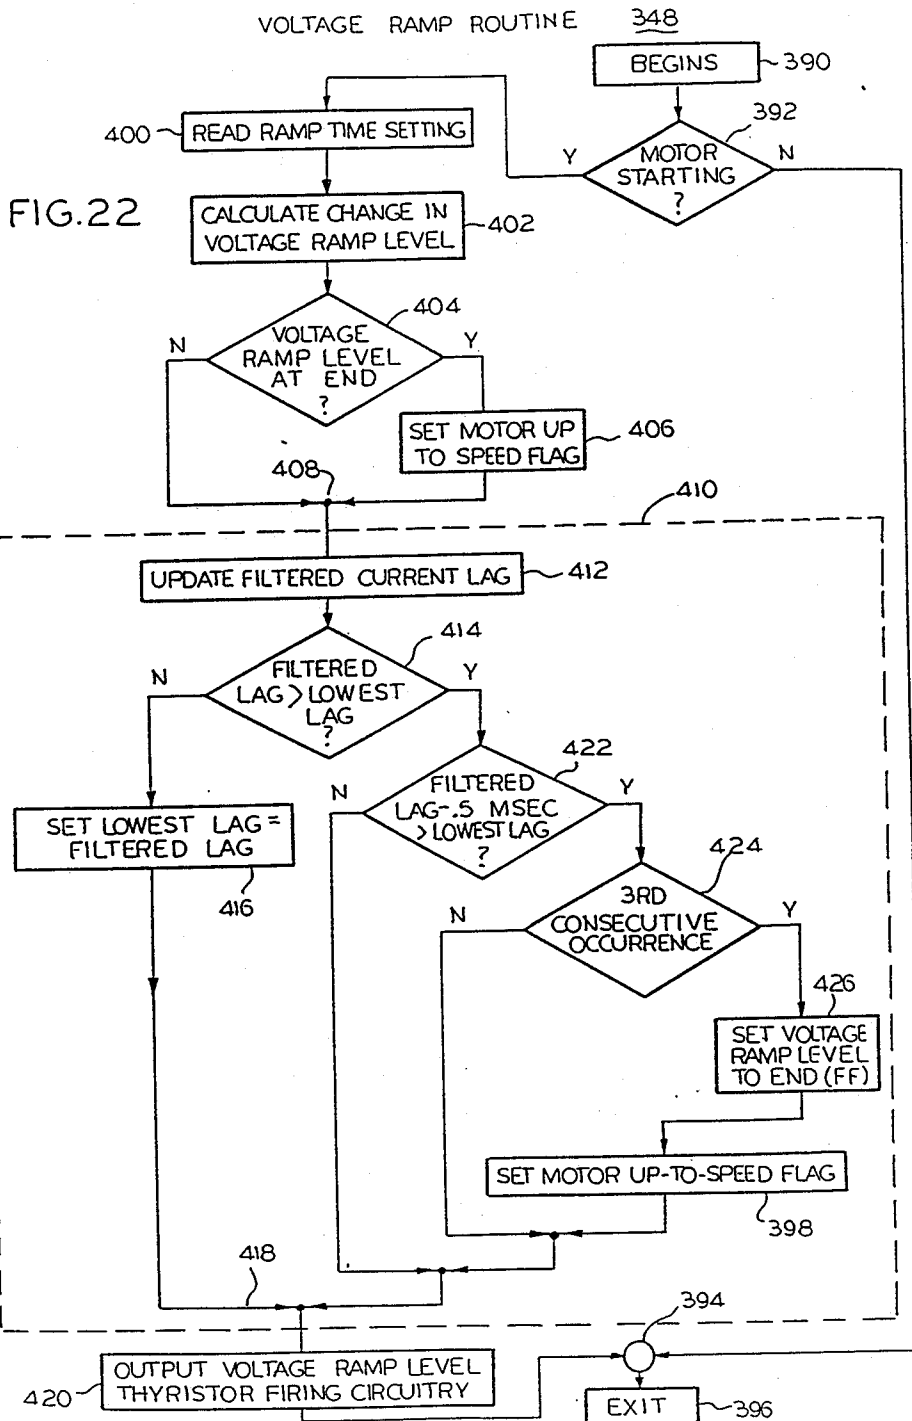 VOLTAGE RAMP ROUTINE 348
BEGINS
390
392
MOTOR
STARTING
?
Y
N
400
READ RAMP TIME SETTING
FIG.22
CALCULATE CHANGE IN
VOLTAGE RAMP LEVEL
402
404
VOLTAGE
RAMP LEVEL
AT END
?
N
Y
SET MOTOR UP
TO SPEED FLAG
406
408
410
UPDATE FILTERED CURRENT LAG
412
414
FILTERED
LAG > LOWEST
LAG
?
N
Y
SET LOWEST LAG =
FILTERED LAG
416
422
FILTERED
LAG-.5 MSEC
> LOWEST LAG
?
N
Y
424
3RD
CONSECUTIVE
OCCURRENCE
N
Y
426
SET VOLTAGE
RAMP LEVEL
TO END (FF)
SET MOTOR UP-TO-SPEED FLAG
398
418
394
OUTPUT VOLTAGE RAMP LEVEL
THYRISTOR FIRING CIRCUITRY
420
EXIT
396